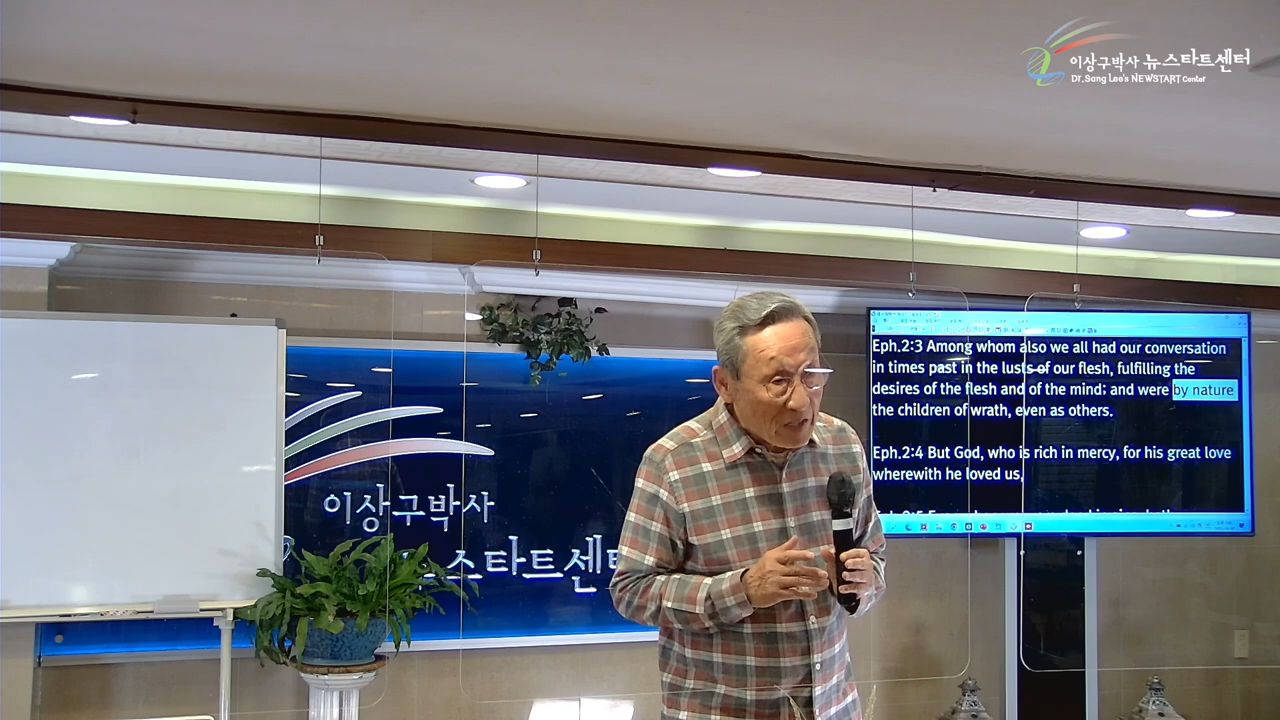 이상구박사 뉴스타트센터
Dr. Sang Lee's NEWSTART Center
Eph.2:3 Among whom also we all had our conversation
in times past in the lusts of our flesh, fulfilling the
desires of the flesh and of the mind; and were by nature
the children of wrath, even as others.
Eph.2:4 But God, who is rich in mercy, for his great love
wherewith he loved us,
이상구박사
스타트센